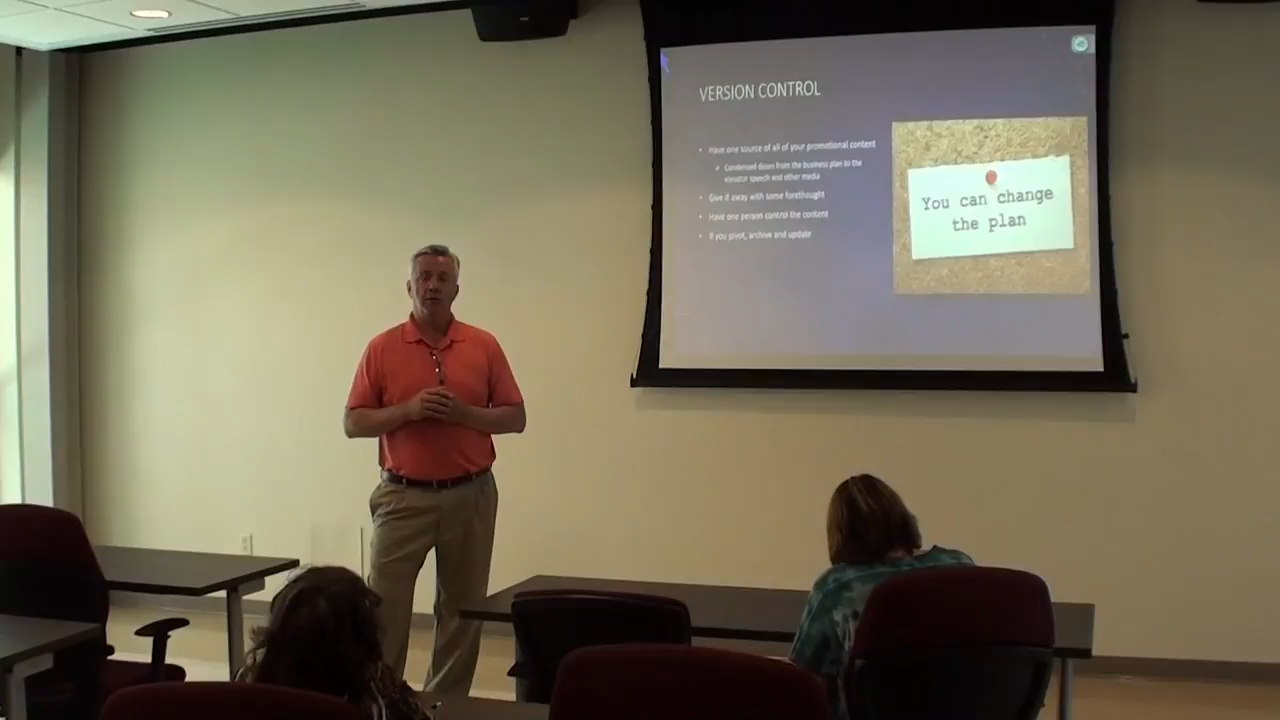 VERSION CONTROL
Have one source of all of your promotional content
Condensed down from the business plan to the
elevator speech and other media
Give it away with some forethought
Have one person control the content
If you pivot, archive and update
You can change
the plan